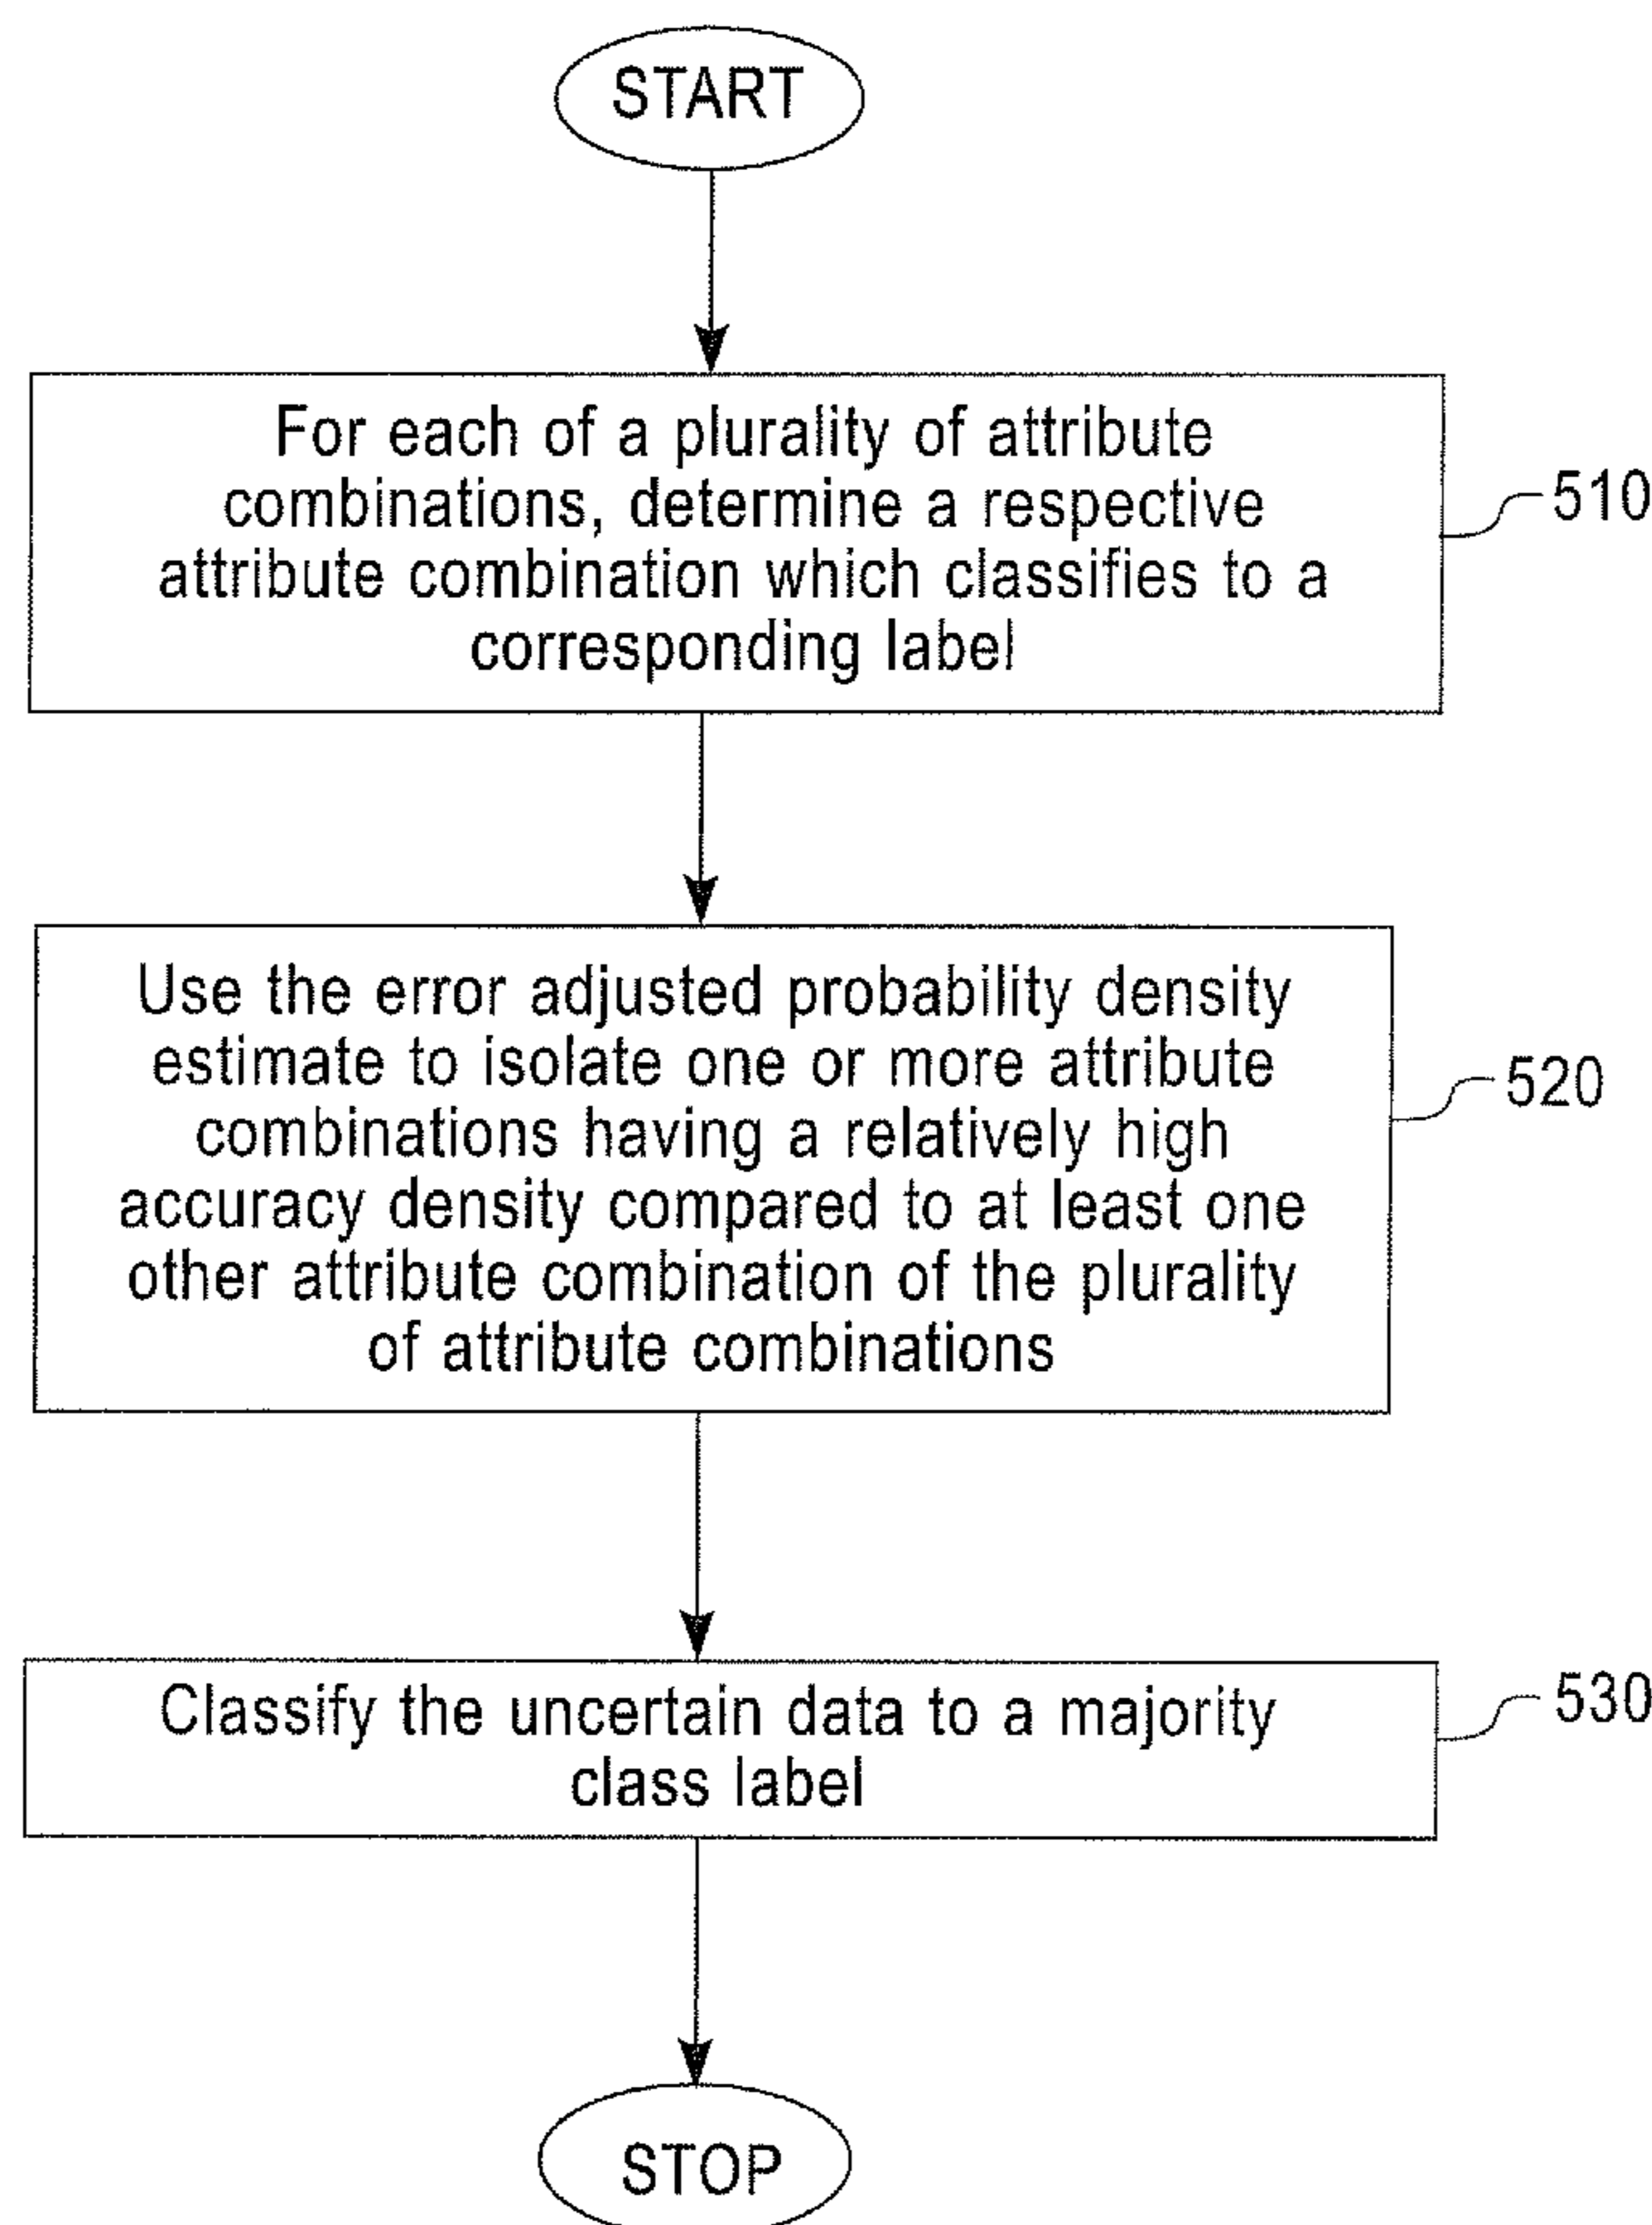 START
For each of a plurality of attribute
combinations, determine a respective
attribute combination which classifies to a
corresponding label
510
Use the error adjusted probability density
estimate to isolate one or more attribute
combinations having a relatively high
accuracy density compared to at least one
other attribute combination of the plurality
of attribute combinations
520
Classify the uncertain data to a majority
class label
530
STOP